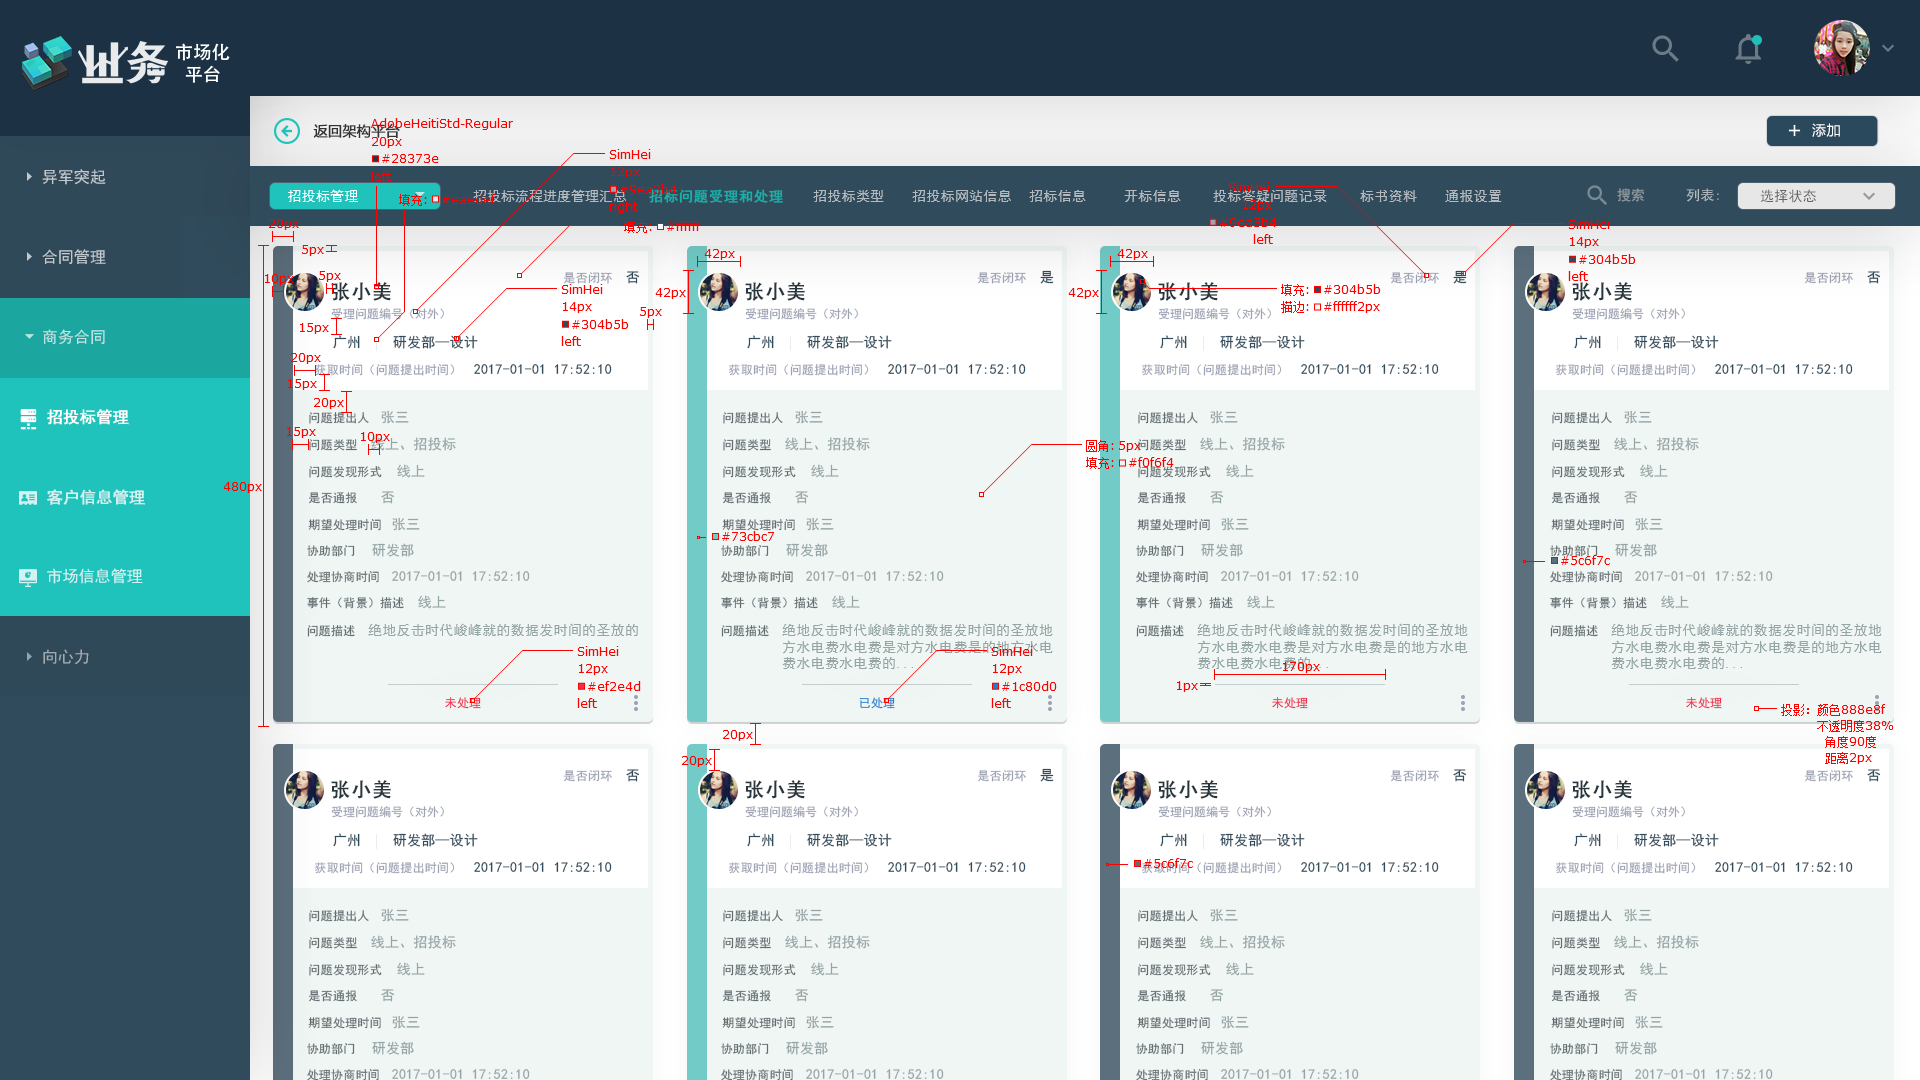 业务 市场化
平台
返回架构平台
AdobeHeitiStd-Regular
20px
#28373e
left
添加
异军突起
合同管理
商务合同
招投标管理
客户信息管理
市场信息管理
向心力
招投标管理
招投标流程进度管理汇总
招标问题受理和处理
招投标类型
招投标网站信息
招标信息
开标信息
投标答疑问题记录
标书资料
通报设置
搜索
列表：
选择状态
SimHei
12px
right
填充：
填充：#ffffff
12px
left
SimHei
14px
#304b5b
left
20px
5px
10px
5px
是否闭环 否
张小美
受理问题编号（对外）
SimHei
14px
#304b5b
left
5px
15px
广州 研发部—设计
20px
获取时间（问题提出时间） 2017-01-01 17:52:10
15px
20px
问题提出人 张三
15px
10px
问题类型 线上、招投标
问题发现形式 线上
480px
是否通报 否
期望处理时间 张三
协助部门 研发部
处理协商时间 2017-01-01 17:52:10
事件（背景）描述 线上
问题描述 绝地反击时代峻峰就的数据发时间的圣放的
SimHei
12px
#ef2e4d
left
未处理
42px
42px
是否闭环 是
张小美
受理问题编号（对外）
广州 研发部—设计
获取时间（问题提出时间） 2017-01-01 17:52:10
问题提出人 张三
问题类型 线上、招投标
问题发现形式 线上
圆角：5px
填充：#f0f6f4
是否通报 否
期望处理时间 张三
#73cbc7
协助部门 研发部
处理协商时间 2017-01-01 17:52:10
事件（背景）描述 线上
问题描述 绝地反击时代峻峰就的数据发时间的圣放地
方水电费水电费是对方水电费是的地方水电
费水电费水电费的...
SimHei
12px
#1c80d0
left
已处理
20px
20px
42px
42px
是否闭环 是
张小美
填充：#304b5b
描边：#ffffff2px
受理问题编号（对外）
广州 研发部—设计
获取时间（问题提出时间） 2017-01-01 17:52:10
问题提出人 张三
问题类型 线上、招投标
问题发现形式 线上
是否通报 否
期望处理时间 张三
协助部门 研发部
处理协商时间 2017-01-01 17:52:10
事件（背景）描述 线上
问题描述 绝地反击时代峻峰就的数据发时间的圣放地
方水电费水电费是对方水电费是的地方水电
费水电费水电费的...
170px
1px
未处理
是否闭环 否
张小美
受理问题编号（对外）
广州 研发部—设计
获取时间（问题提出时间） 2017-01-01 17:52:10
问题提出人 张三
问题类型 线上、招投标
问题发现形式 线上
是否通报 否
期望处理时间 张三
协助部门 研发部
#5c6f7c
处理协商时间 2017-01-01 17:52:10
事件（背景）描述 线上
问题描述 绝地反击时代峻峰就的数据发时间的圣放地
方水电费水电费是对方水电费是的地方水电
费水电费水电费的...
未处理
投影：颜色888e8f
不透明度38%
角度90度
距离2px
是否闭环 否
张小美
受理问题编号（对外）
广州 研发部—设计
获取时间（问题提出时间） 2017-01-01 17:52:10
问题提出人 张三
问题类型 线上、招投标
问题发现形式 线上
是否通报 否
期望处理时间 张三
协助部门 研发部
处理协商时间 2017-01-01 17:52:10
是否闭环 是
张小美
受理问题编号（对外）
广州 研发部—设计
获取时间（问题提出时间） 2017-01-01 17:52:10
问题提出人 张三
问题类型 线上、招投标
问题发现形式 线上
是否通报 否
期望处理时间 张三
协助部门 研发部
处理协商时间 2017-01-01 17:52:10
是否闭环 否
张小美
受理问题编号（对外）
广州 研发部—设计
#5c6f7c
获取时间（问题提出时间） 2017-01-01 17:52:10
问题提出人 张三
问题类型 线上、招投标
问题发现形式 线上
是否通报 否
期望处理时间 张三
协助部门 研发部
处理协商时间 2017-01-01 17:52:10
是否闭环 否
张小美
受理问题编号（对外）
广州 研发部—设计
获取时间（问题提出时间） 2017-01-01 17:52:10
问题提出人 张三
问题类型 线上、招投标
问题发现形式 线上
是否通报 否
期望处理时间 张三
协助部门 研发部
处理协商时间 2017-01-01 17:52:10